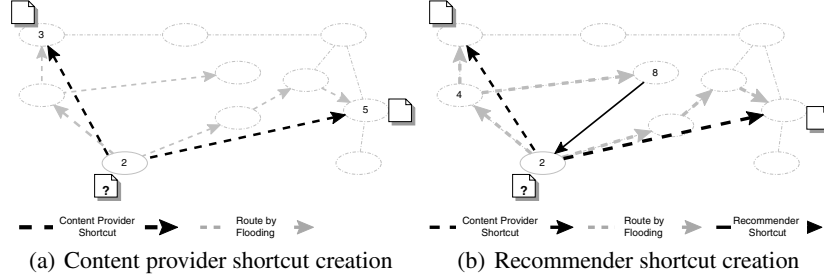 3
5
2
?
Content Provider
Shortcut
Route by
Flooding
(a) Content provider shortcut creation
8
4
2
?
Content Provider
Shortcut
Route by
Flooding
Recommender
Shortcut
(b) Recommender shortcut creation